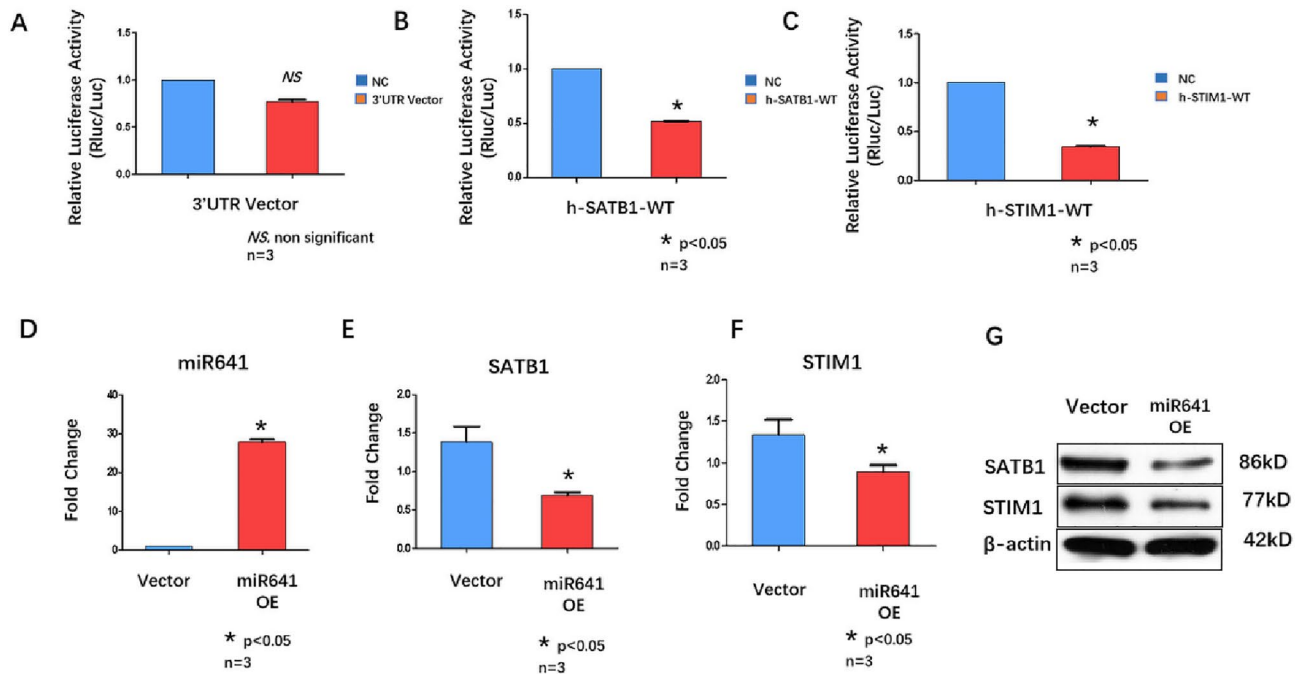 A
Relative Luciferase Activity
(Rluc/Luc)
1.5
1.0
0.5
0.0
NS
NC
3'UTR Vector
3'UTR Vector
NS, non significant
n=3
B
Relative Luciferase Activity
(Rluc/Luc)
1.5
1.0
0.5
0.0
*
NC
h-SATB1-WT
h-SATB1-WT
* p<0.05
n=3
C
Relative Luciferase Activity
(Rluc/Luc)
1.5
1.0
0.5
0.0
*
NC
h-STIM1-WT
h-STIM1-WT
* p<0.05
n=3
D
miR641
Fold Change
40
30
20
10
0
*
Vector
miR641
OE
* p<0.05
n=3
E
SATB1
Fold Change
2.0
1.5
1.0
0.5
0.0
*
Vector
miR641
OE
* p<0.05
n=3
F
STIM1
Fold Change
2.0
1.5
1.0
0.5
0.0
*
Vector
miR641
OE
* p<0.05
n=3
G
Vector
miR641
OE
SATB1
86kD
STIM1
77kD
β-actin
42kD